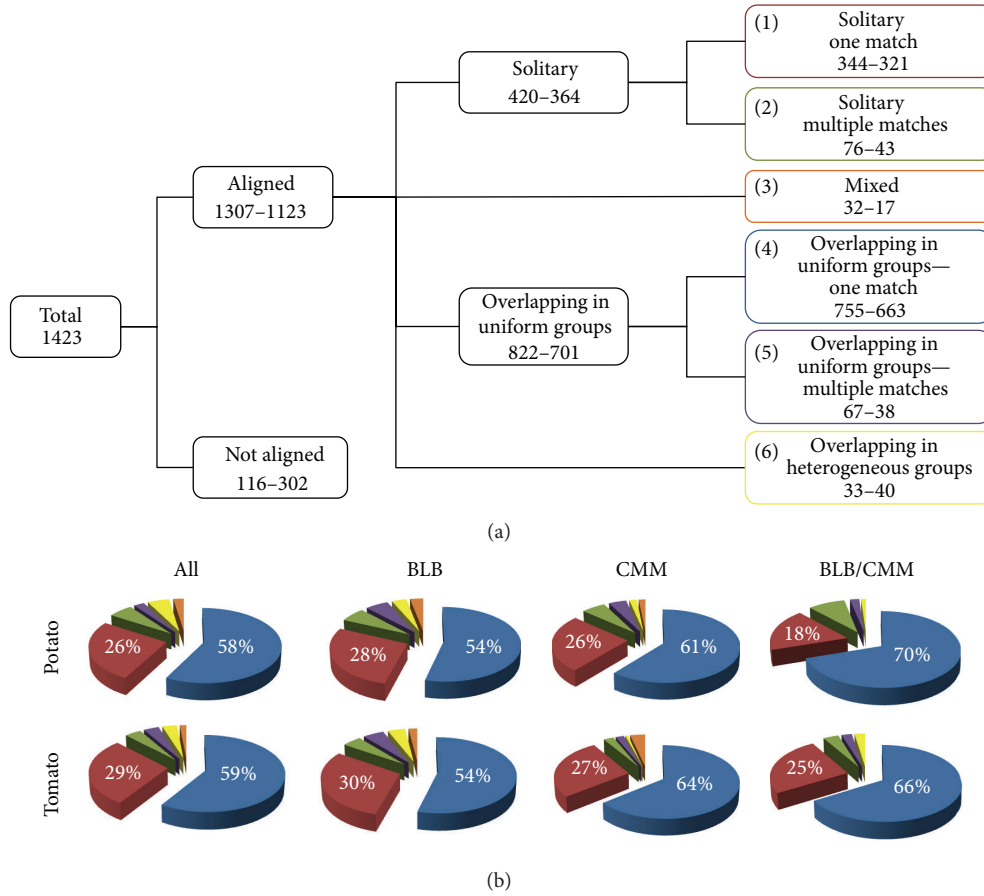 Total
1423
Aligned
1307–1123
Not aligned
116–302
Solitary
420–364
Overlapping in
uniform groups
822–701
(1) Solitary
one match
344–321
(2) Solitary
multiple matches
76–43
(3) Mixed
32–17
(4) Overlapping in
uniform groups—
one match
755–663
(5) Overlapping in
uniform groups—
multiple matches
67–38
(6) Overlapping in
heterogeneous groups
33–40
(a)
All BLB CMM BLB/CMM
Potato
26% 58% 28% 54% 26% 61% 18% 70%
Tomato
29% 59% 30% 54% 27% 64% 25% 66%
(b)